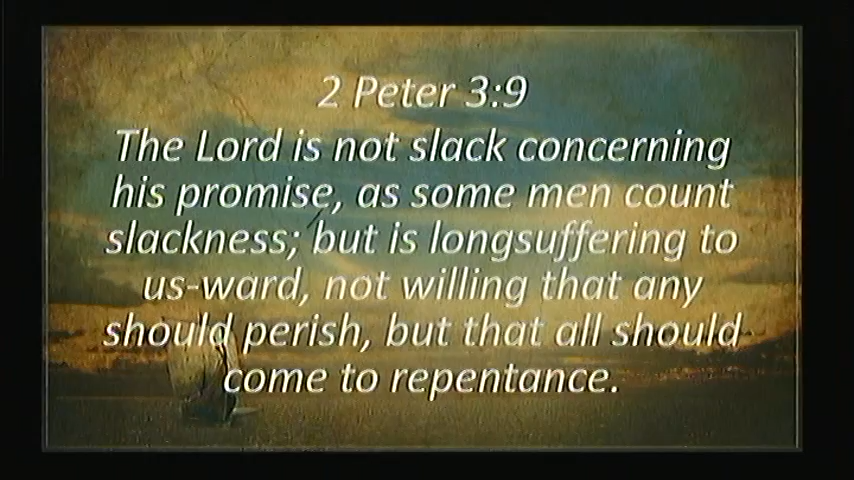 2 Peter 3:9
The Lord is not slack concerning
his promise, as some men count
slackness; but is longsuffering to
us-ward, not willing that any
should perish, but that all should
come to repentance.